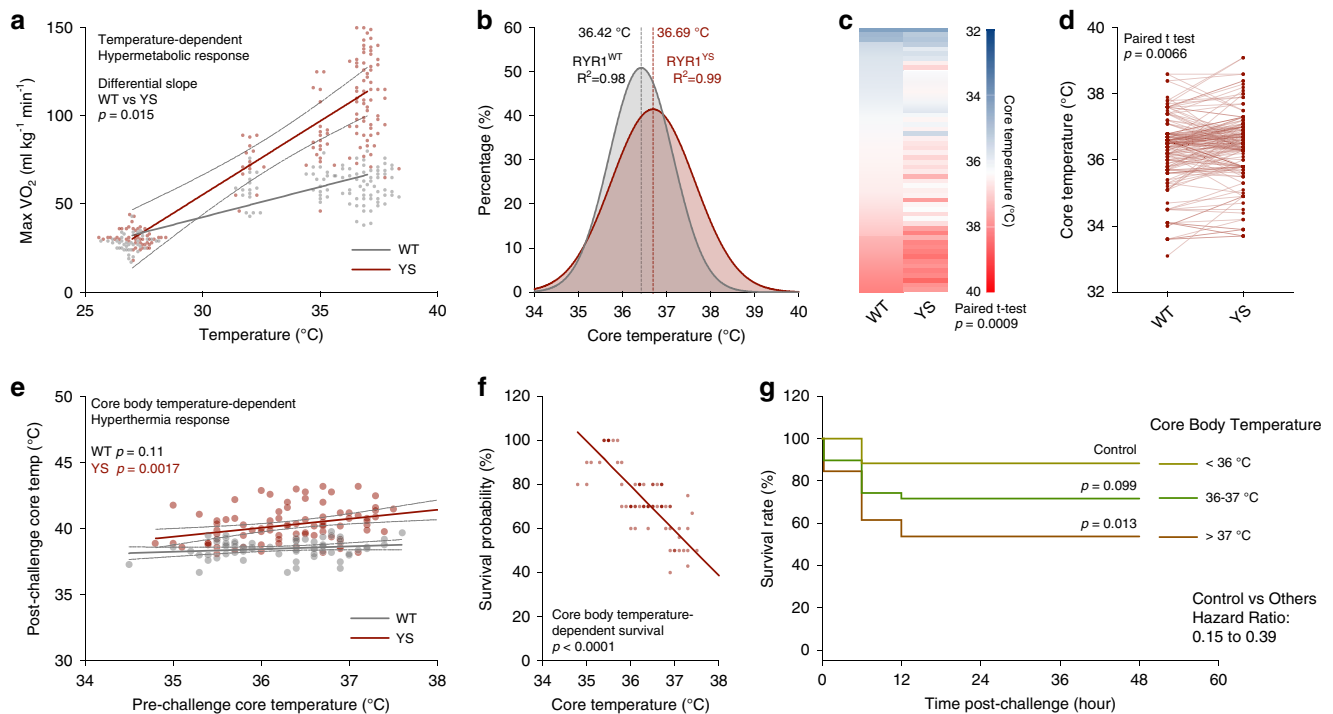 a
Temperature-dependent
Hypermetabolic response
Differential slope
WT vs YS
p = 0.015
Max VO2 (ml kg-1 min-1)
150
100
50
0
25
30
35
40
Temperature (°C)
WT
YS
b
36.42 °C
36.69 °C
RYR1WT
R2=0.98
RYR1YS
R2=0.99
Percentage (%)
60
50
40
30
20
10
0
34
35
36
37
38
39
40
Core temperature (°C)
c
32
34
36
38
40
Core temperature
(°C)
WT
YS
Paired t-test
p = 0.0009
d
Paired t test
p = 0.0066
Core temperature (°C)
40
38
36
34
32
WT
YS
e
Core body temperature-dependent
Hyperthermia response
WT p = 0.11
YS p = 0.0017
Post-challenge core temp (°C)
50
45
40
35
30
34
35
36
37
38
Pre-challenge core temperature (°C)
WT
YS
f
Survival probability (%)
120
100
80
60
40
20
0
Core body temperature-
dependent survival
p < 0.0001
34
35
36
37
38
Core temperature (°C)
g
Survival rate (%)
120
100
80
60
40
20
0
0
12
24
36
48
60
Time post-challenge (hour)
Core Body Temperature
Control
< 36 °C
p = 0.099
36-37 °C
p = 0.013
> 37 °C
Control vs Others
Hazard Ratio:
0.15 to 0.39